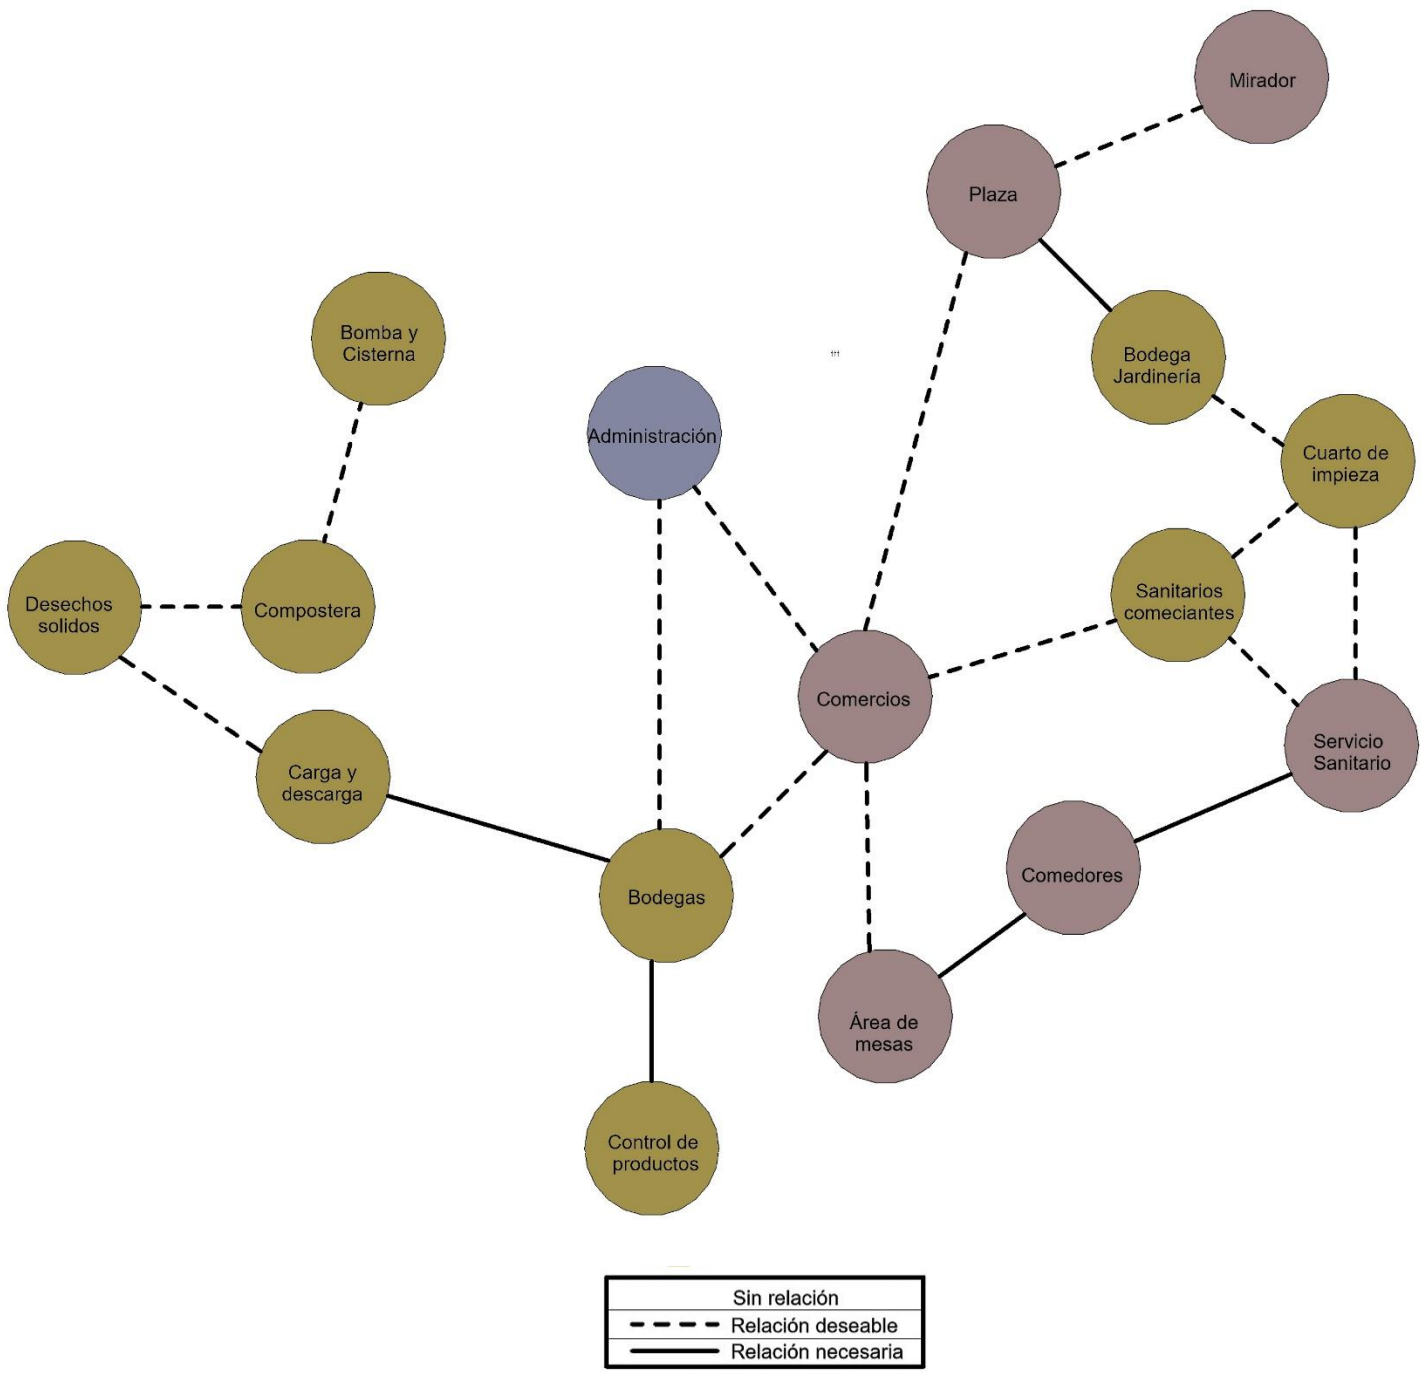 Mirador
Plaza
Bomba y
Cisterna
Bodega
Jardinería
Administración
Cuarto de
impieza
Desechos
solidos
Compostera
Sanitarios
comeciantes
Comercios
Servicio
Sanitario
Carga y
descarga
Comedores
Bodegas
Área de
mesas
Control de
productos
Sin relación
Relación deseable
Relación necesaria